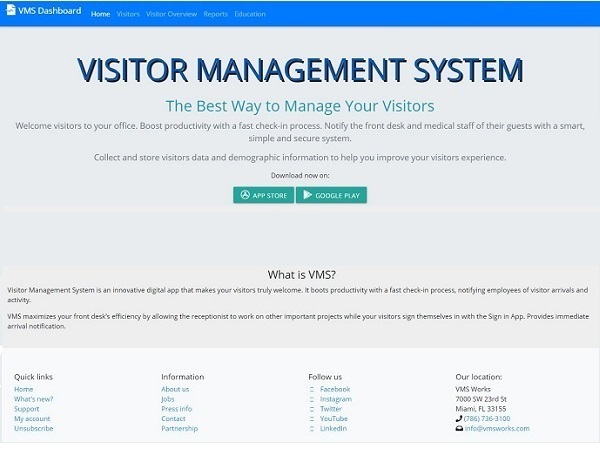 VMS Dashboard Home Visitors Visitor Overview Reports Education
VISITOR MANAGEMENT SYSTEM
The Best Way to Manage Your Visitors
Welcome visitors to your office. Boost productivity with a fast check-in process. Notify the front desk and medical staff of their guests with a smart,
simple and secure system.
Collect and store visitors data and demographic information to help you improve your visitors experience.
Download now on:
APP STORE GOOGLE PLAY
What is VMS?
Visitor Management System is an innovative digital app that makes your visitors truly welcome. It boots productivity with a fast check-in process, notifying employees of visitor arrivals and
activity.
VMS maximizes your front desk's efficiency by allowing the receptionist to work on other important projects while your visitors sign themselves in with the Sign in App. Provides immediate
arrival notification.
Quick links
Home
What's new?
Support
My account
Unsubscribe
Information
About us
Jobs
Press info
Contact
Partnership
Follow us
Facebook
Instagram
Twitter
YouTube
LinkedIn
Our location:
VMS Works
7000 SW 23rd St
Miami, FL 33155
(786) 736-3100
info@vmsworks.com